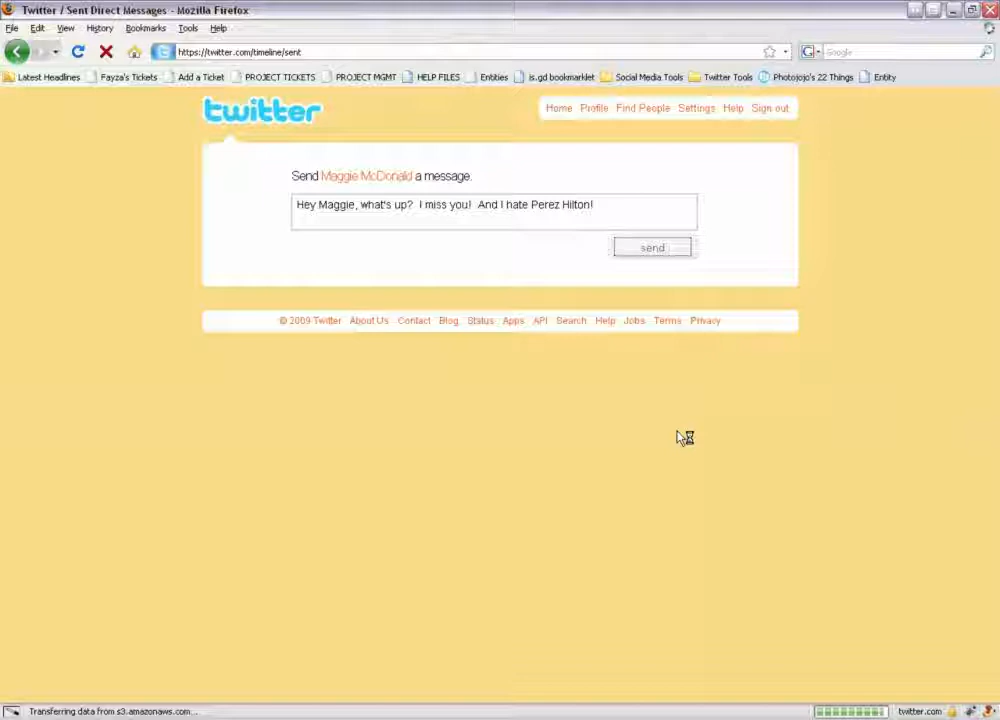 Twitter / Sent Direct Messages - Mozilla Firefox
File Edit View History Bookmarks Tools Help
https://twitter.com/timeline/sent
Google
Latest Headlines Fayza's Tickets Add a Ticket PROJECT TICKETS PROJECT MGMT HELP FILES Entities is.gd bookmarklet Social Media Tools Twitter Tools Photojojo's 22 Things Entity
twitter
Home Profile Find People Settings Help Sign out
Send Maggie McDonald a message.
Hey Maggie, what's up? I miss you! And I hate Perez Hilton!
send
© 2009 Twitter About Us Contact Blog Status Apps API Search Help Jobs Terms Privacy
Transferring data from s3.amazonaws.com...
twitter.com